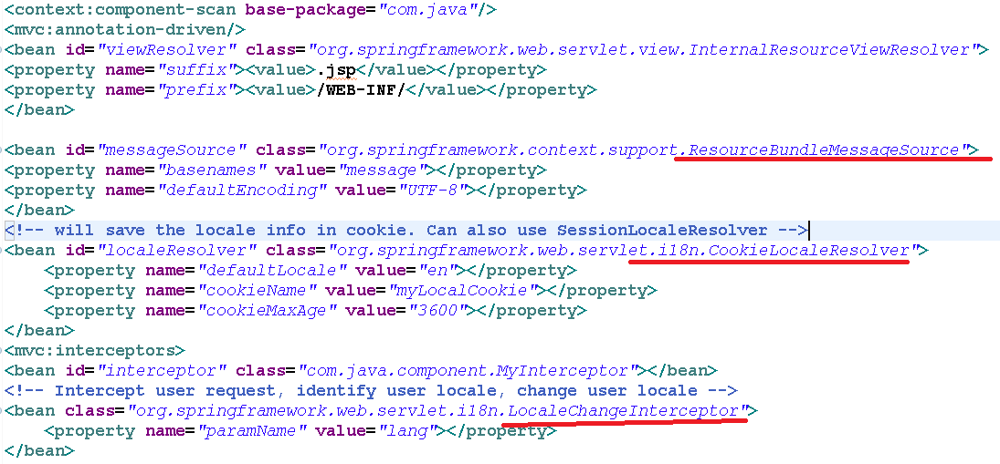 <context:component-scan base-package="com.java"/>
<mvc:annotation-driven/>
<bean id="viewResolver" class="org.springframework.web.servlet.view.InternalResourceViewResolver">
<property name="suffix"><value>.jsp</value></property>
<property name="prefix"><value>/WEB-INF/</value></property>
</bean>
<bean id="messageSource" class="org.springframework.context.support.ResourceBundleMessageSource">
<property name="basenames" value="message"></property>
<property name="defaultEncoding" value="UTF-8"></property>
</bean>
<!-- will save the locale info in cookie. Can also use SessionLocaleResolver -->
<bean id="localeResolver" class="org.springframework.web.servlet.i18n.CookieLocaleResolver">
<property name="defaultLocale" value="en"></property>
<property name="cookieName" value="myLocalCookie"></property>
<property name="cookieMaxAge" value="3600"></property>
</bean>
<mvc:interceptors>
<bean id="interceptor" class="com.java.component.MyInterceptor"></bean>
<!-- Intercept user request, identify user locale, change user locale -->
<bean class="org.springframework.web.servlet.i18n.LocaleChangeInterceptor">
<property name="paramName" value="lang"></property>
</bean>